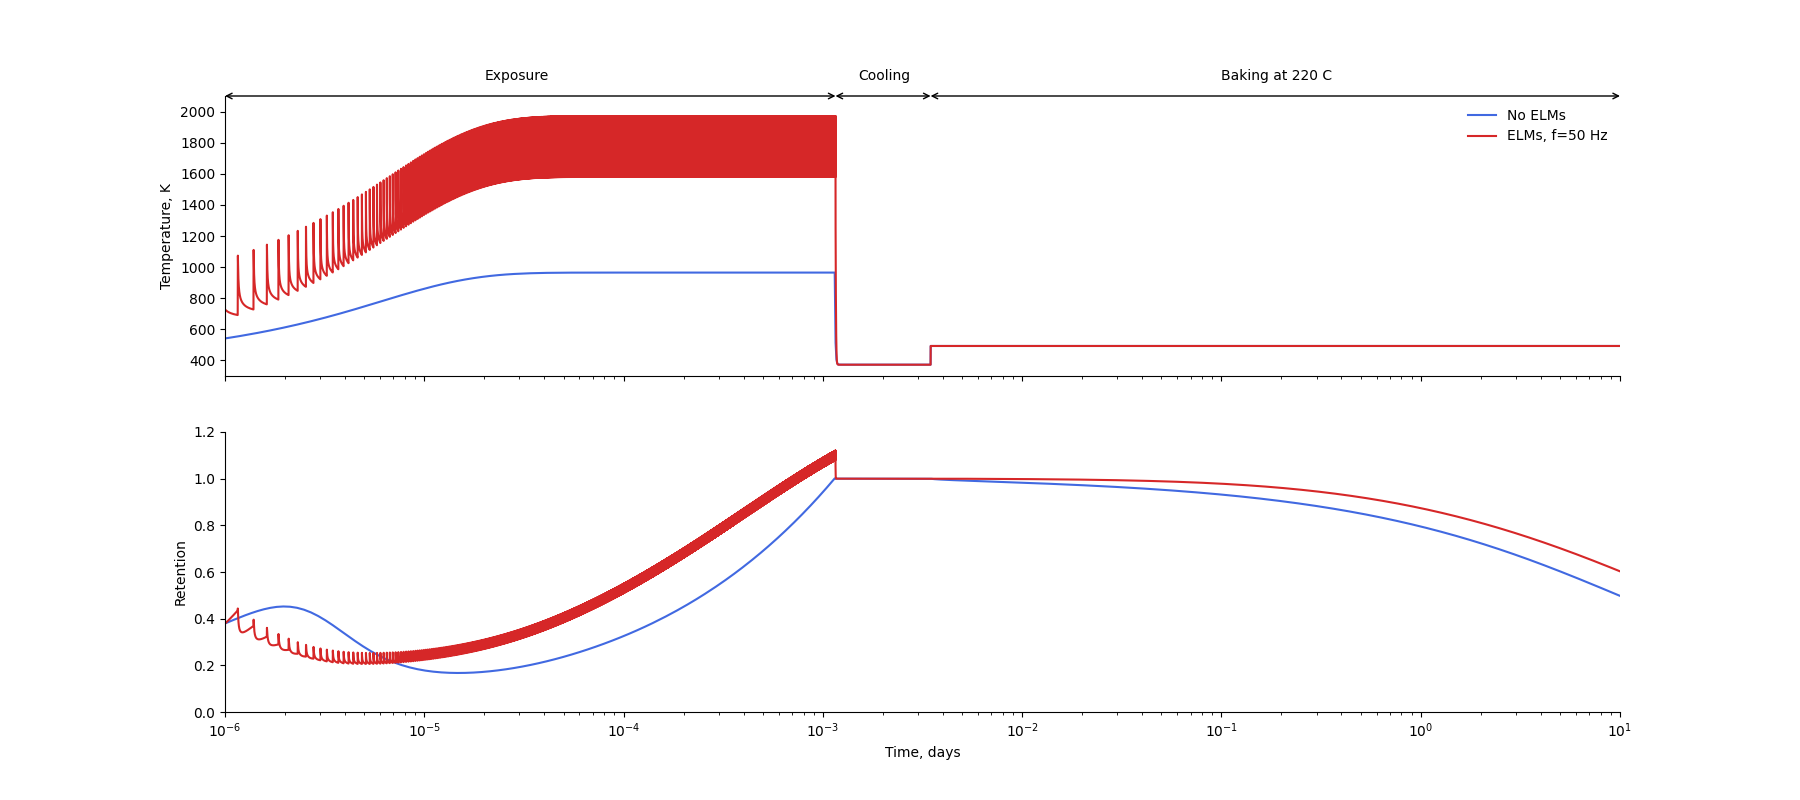 Exposure Cooling Baking at 220 C
No ELMs
ELMs, f=50 Hz
Temperature, K
2000
1800
1600
1400
1200
1000
800
600
400
Retention
1.2
1.0
0.8
0.6
0.4
0.2
0.0
10⁻⁶ 10⁻⁵ 10⁻⁴ 10⁻³ 10⁻² 10⁻¹ 10⁰ 10¹
Time, days